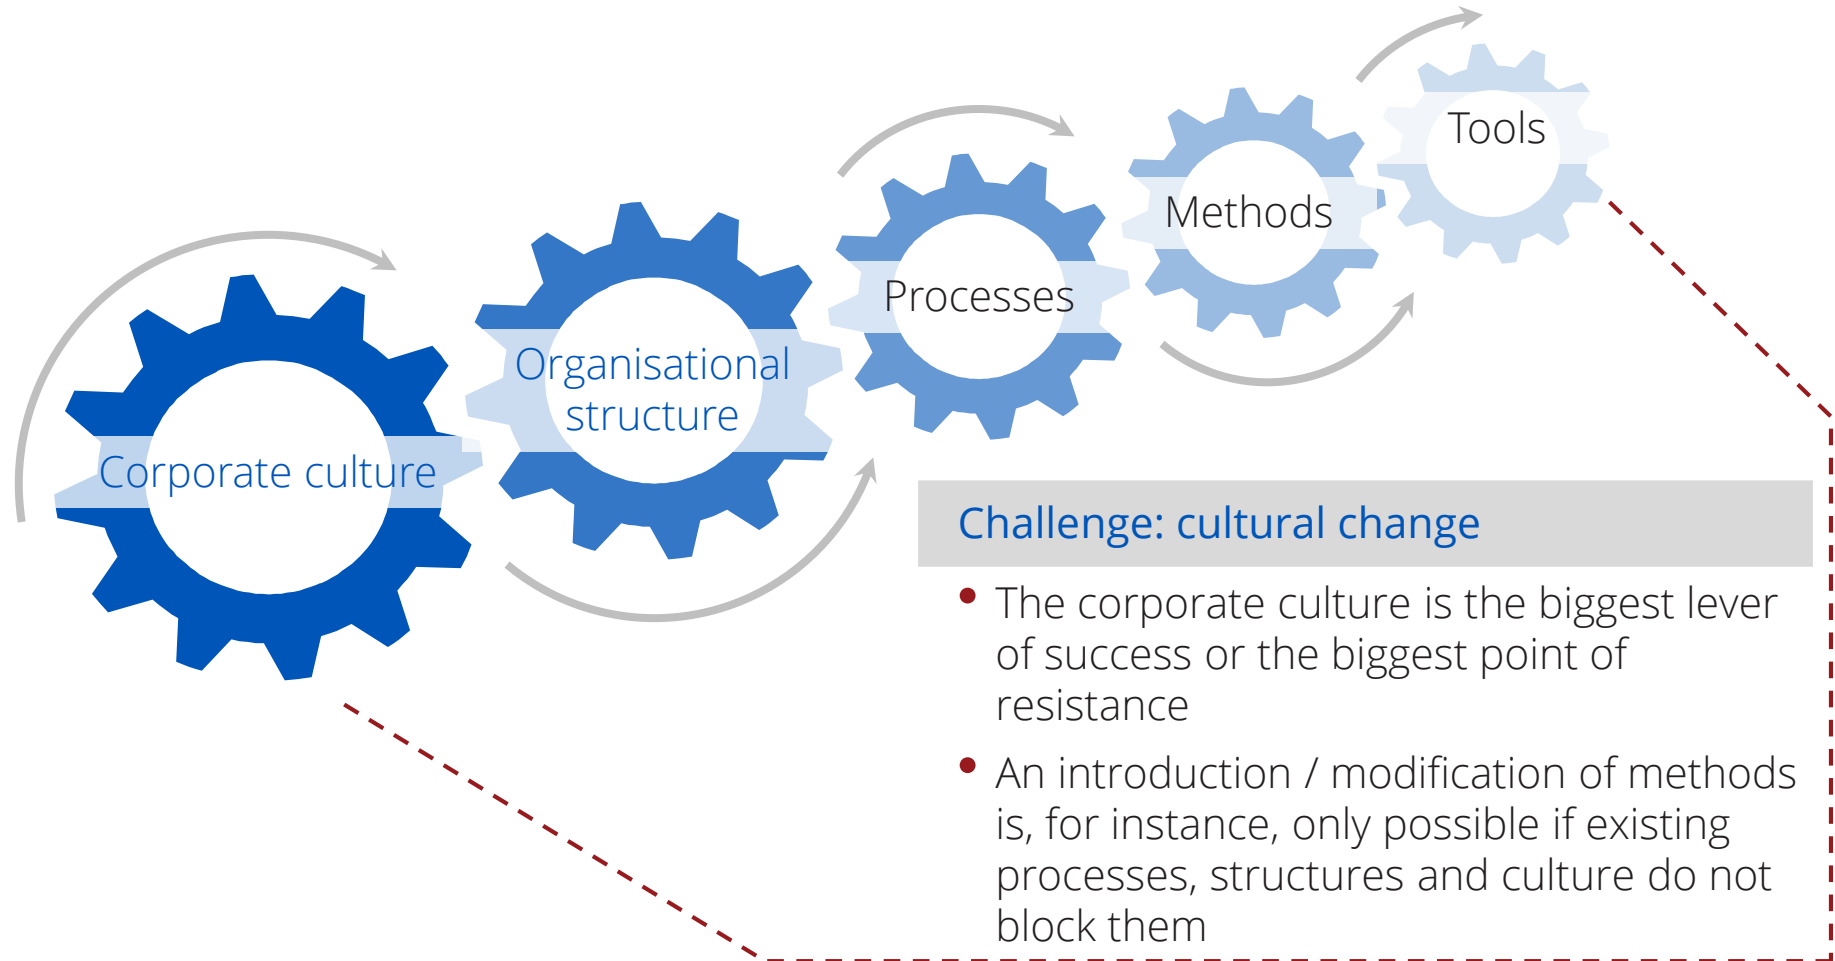 Tools
Methods
Processes
Organisational
structure
Corporate culture
Challenge: cultural change
• The corporate culture is the biggest lever
of success or the biggest point of
resistance
• An introduction / modification of methods
is, for instance, only possible if existing
processes, structures and culture do not
block them